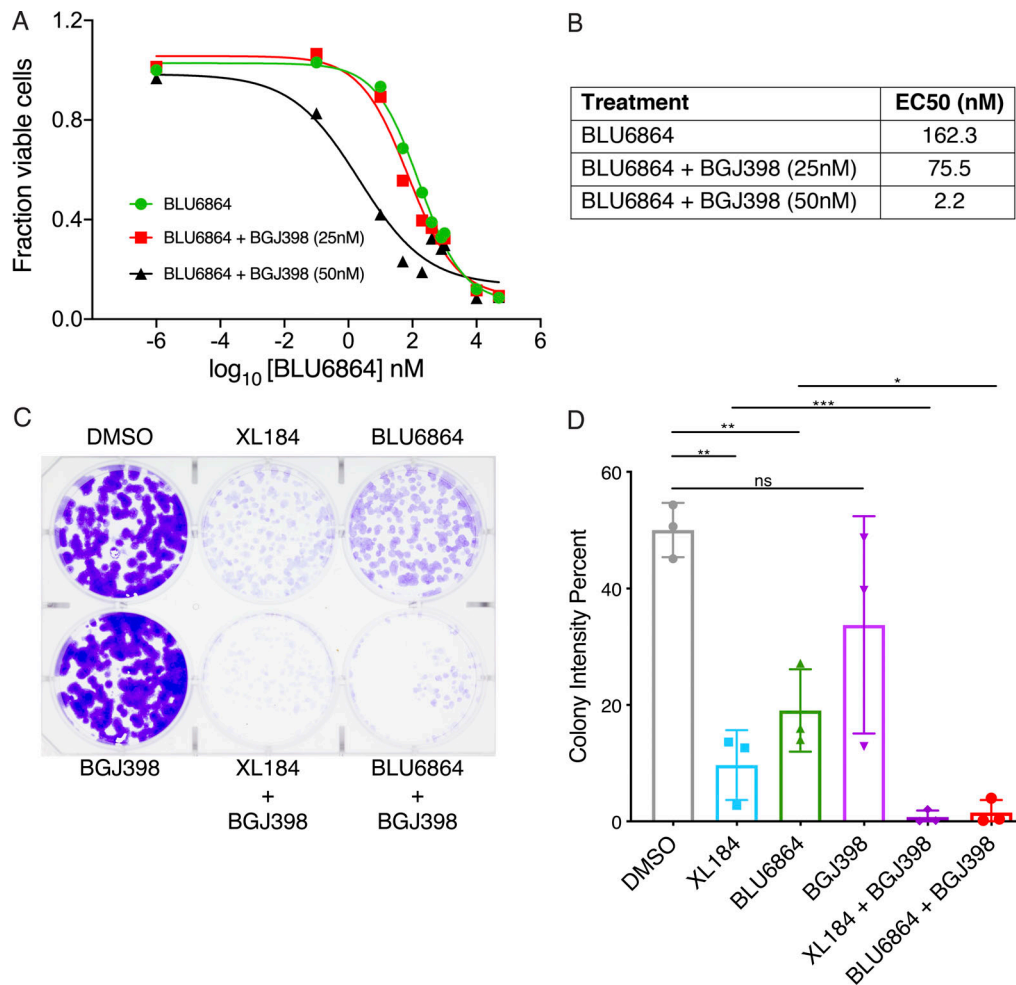 A
1.2
0.8
0.4
0.0
Fraction viable cells
BLU6864
BLU6864 + BGJ398 (25nM)
BLU6864 + BGJ398 (50nM)
-6
-4
-2
0
2
4
6
log10 [BLU6864] nM
B
Treatment EC50 (nM)
BLU6864 162.3
BLU6864 + BGJ398 (25nM) 75.5
BLU6864 + BGJ398 (50nM) 2.2
C
DMSO XL184 BLU6864
BGJ398 XL184 BLU6864
+ +
BGJ398 BGJ398
D
*
***
**
**
ns
60
40
20
0
Colony Intensity Percent
DMSO
XL184
BLU6864
BGJ398
XL184 + BGJ398
BLU6864 + BGJ398